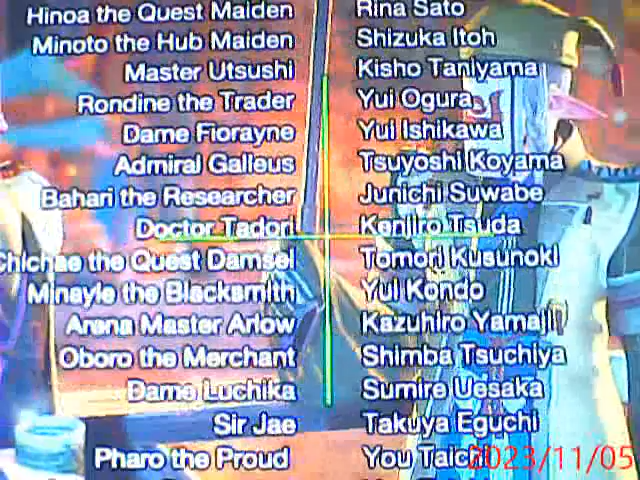 Hinoa the Quest Maiden Rina Sato
Minoto the Hub Maiden Shizuka Itoh
Master Utsushi Kisho Taniyama
Rondine the Trader Yui Ogura
Dame Fiorayne Yui Ishikawa
Admiral Galleus Tsuyoshi Koyama
Bahari the Researcher Junichi Suwabe
Doctor Tadori Kenjiro Tsuda
Chichae the Quest Damsel Tomori Kusunoki
Minayle the Blacksmith Yui Kondo
Arena Master Arlow Kazuhiro Yamaji
Oboro the Merchant Shimba Tsuchiya
Dame Luchika Sumire Uesaka
Sir Jae Takuya Eguchi
Pharo the Proud You
2023/11/05